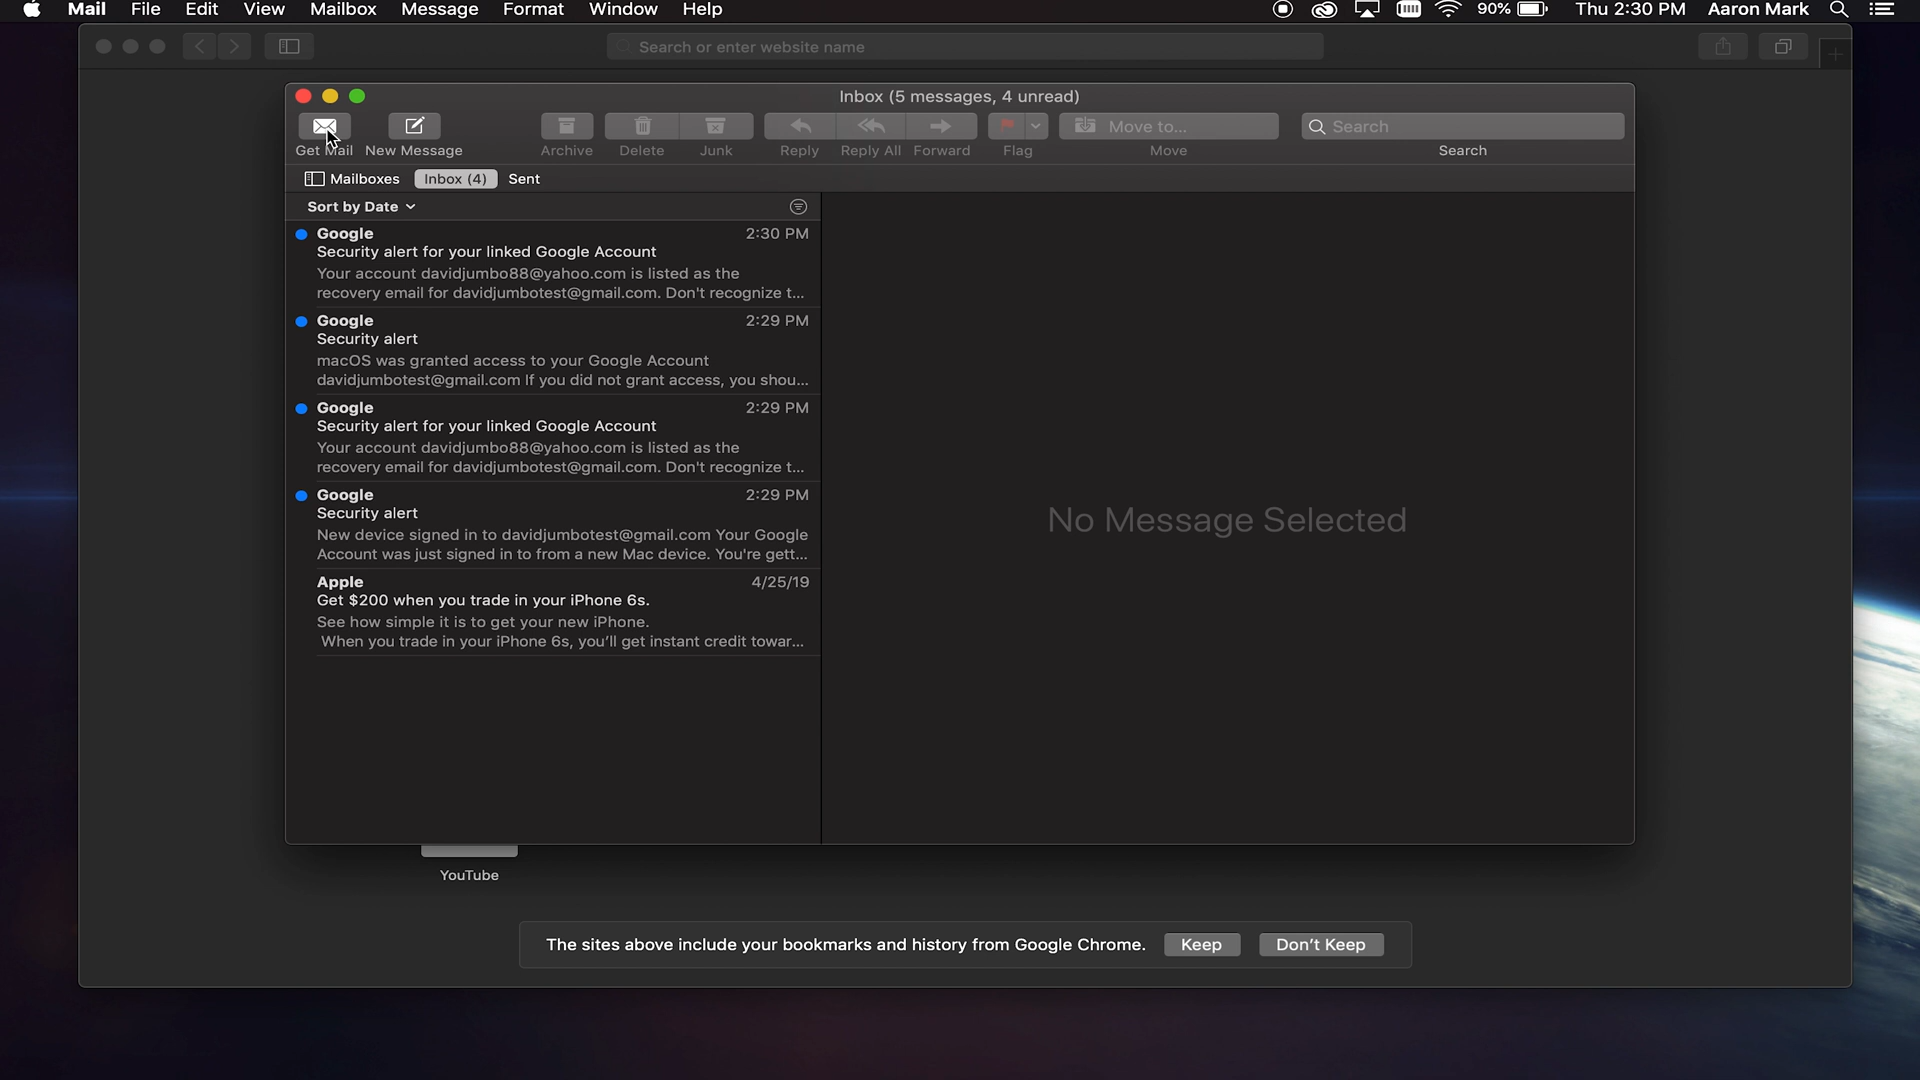 Mail File Edit View Mailbox Message Format Window Help 90% Thu 2:30 PM Aaron Mark
Search or enter website name
Inbox (5 messages, 4 unread)
Move to... Search
Get Mail New Message Archive Delete Junk Reply Reply All Forward Flag Move Search
Mailboxes Inbox (4) Sent
Sort by Date
Google 2:30 PM
Security alert for your linked Google Account
Your account davidjumbo88@yahoo.com is listed as the
recovery email for davidjumbotest@gmail.com. Don't recognize t...
Google 2:29 PM
Security alert
macOS was granted access to your Google Account
davidjumbotest@gmail.com If you did not grant access, you shou...
Google 2:29 PM
Security alert for your linked Google Account
Your account davidjumbo88@yahoo.com is listed as the
recovery email for davidjumbotest@gmail.com. Don't recognize t...
Google 2:29 PM
Security alert
New device signed in to davidjumbotest@gmail.com Your Google
Account was just signed in to from a new Mac device. You're gett...
Apple 4/25/19
Get $200 when you trade in your iPhone 6s.
See how simple it is to get your new iPhone.
When you trade in your iPhone 6s, you’ll get instant credit towar...
No Message Selected
YouTube
The sites above include your bookmarks and history from Google Chrome. Keep Don’t Keep